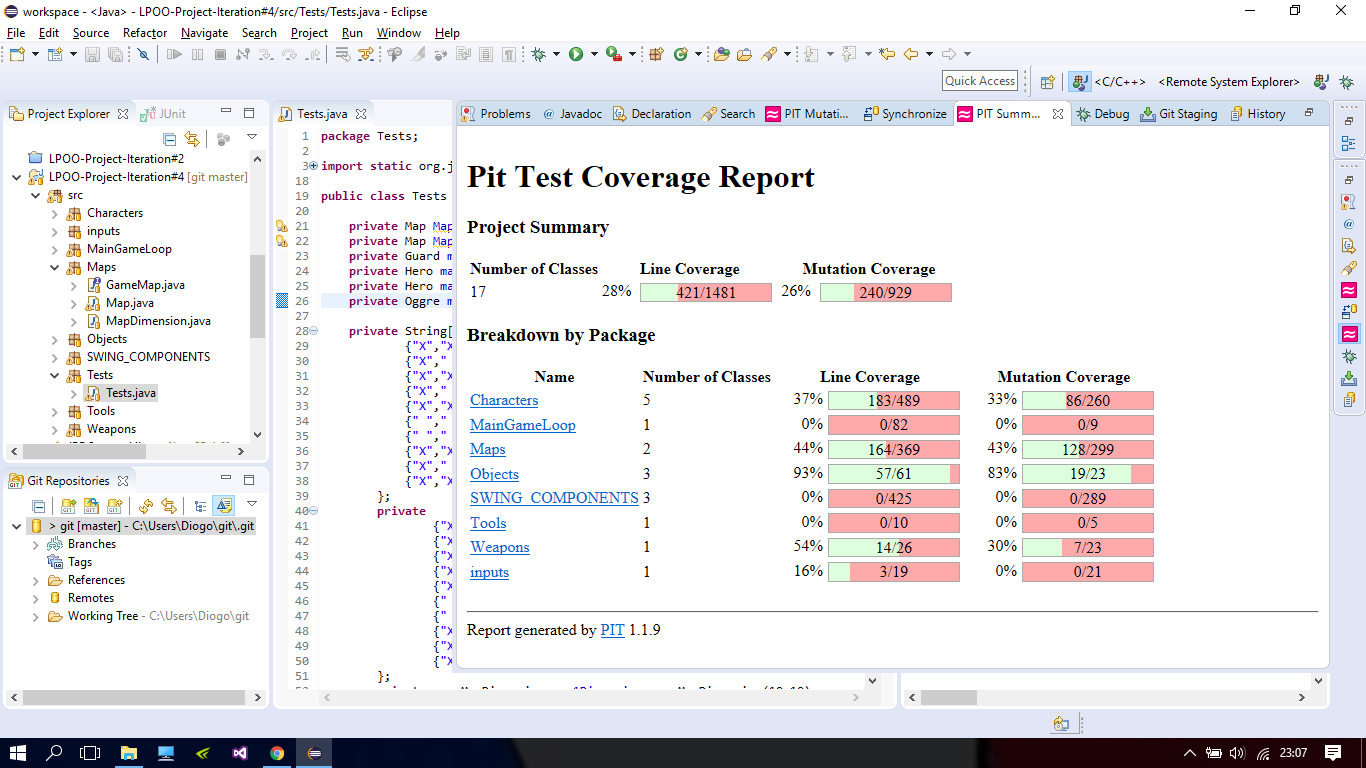 workspace - <Java> - LPOO-Project-Iteration#4/src/Tests/Tests.java - Eclipse
File Edit Source Refactor Navigate Search Project Run Window Help
Quick Access <C/C++> <Remote System Explorer>
Project Explorer JUnit
LPOO-Project-Iteration#2
LPOO-Project-Iteration#4 [git master]
src
Characters
inputs
MainGameLoop
Maps
GameMap.java
Map.java
MapDimension.java
Objects
SWING_COMPONENTS
Tests
Tests.java
Tools
Weapons
Git Repositories
> git [master] - C:\Users\Diogo\git\.git
Branches
Tags
References
Remotes
Working Tree - C:\Users\Diogo\git
Tests.java
1 package Tests;
2
3 import static org.j
18
19 public class Tests
20
21 private Map Map
22 private Map Map
23 private Guard m
24 private Hero ma
25 private Hero ma
26 private Oggre m
27
28 private String[
29 {"X","X
30 {"X","
31 {"X","X
32 {"X","
33 {"X","X
34 {" ","
35 {" ","
36 {"X","X
37 {"X","
38 {"X","X
39 };
40 private
41 {"X
42 {"X
43 {"X
44 {"X
45 {"X
46 {"
47 {"
48 {"X
49 {"X
50 {"X
51 };
Problems Javadoc Declaration Search PIT Mutati... Synchronize PIT Summ... Debug Git Staging History
Pit Test Coverage Report
Project Summary
Number of Classes Line Coverage Mutation Coverage
17 28% 421/1481 26% 240/929
Breakdown by Package
Name Number of Classes Line Coverage Mutation Coverage
Characters 5 37% 183/489 33% 86/260
MainGameLoop 1 0% 0/82 0% 0/9
Maps 2 44% 164/369 43% 128/299
Objects 3 93% 57/61 83% 19/23
SWING_COMPONENTS 3 0% 0/425 0% 0/289
Tools 1 0% 0/10 0% 0/5
Weapons 1 54% 14/26 30% 7/23
inputs 1 16% 3/19 0% 0/21
Report generated by PIT 1.1.9
23:07